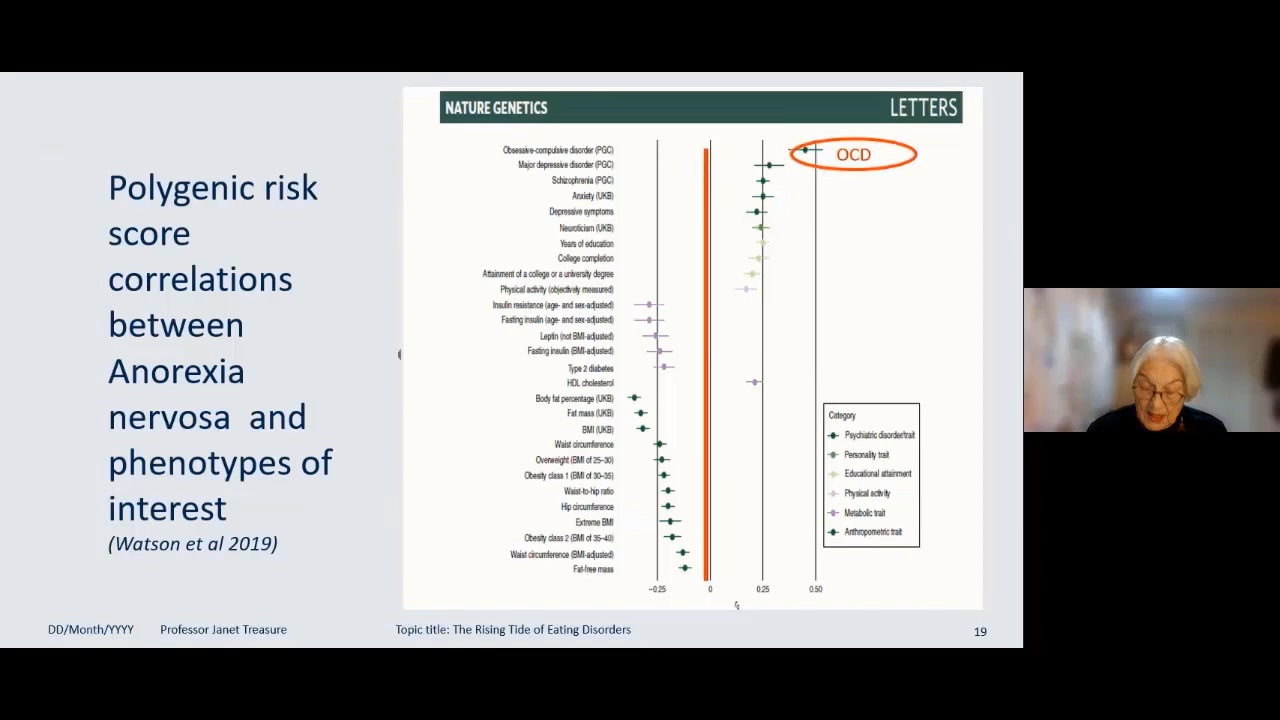 Polygenic risk
score
correlations
between
Anorexia
nervosa and
phenotypes of
interest
(Watson et al 2019)
NATURE GENETICS LETTERS
Obsessive-compulsive disorder (PGC)
OCD
Major depressive disorder (PGC)
Schizophrenia (PGC)
Anxiety (UKB)
Depressive symptoms
Neuroticism (UKB)
Years of education
College completion
Attainment of a college or a university degree
Physical activity (objectively measured)
Insulin resistance (age- and sex-adjusted)
Fasting insulin (age- and sex-adjusted)
Leptin (not BMI-adjusted)
Fasting insulin (BMI-adjusted)
Type 2 diabetes
HDL cholesterol
Body fat percentage (UKB)
Fat mass (UKB)
BMI (UKB)
Waist circumference
Overweight (BMI of 25–30)
Obesity class 1 (BMI of 30–35)
Waist-to-hip ratio
Hip circumference
Extreme BMI
Obesity class 2 (BMI of 35–40)
Waist circumference (BMI-adjusted)
Fat-free mass
−0.25 0 0.25 0.50
rg
Category
Psychiatric disorder/trait
Personality trait
Educational attainment
Physical activity
Metabolic trait
Anthropometric trait
DD/Month/YYYY Professor Janet Treasure Topic title: The Rising Tide of Eating Disorders 19